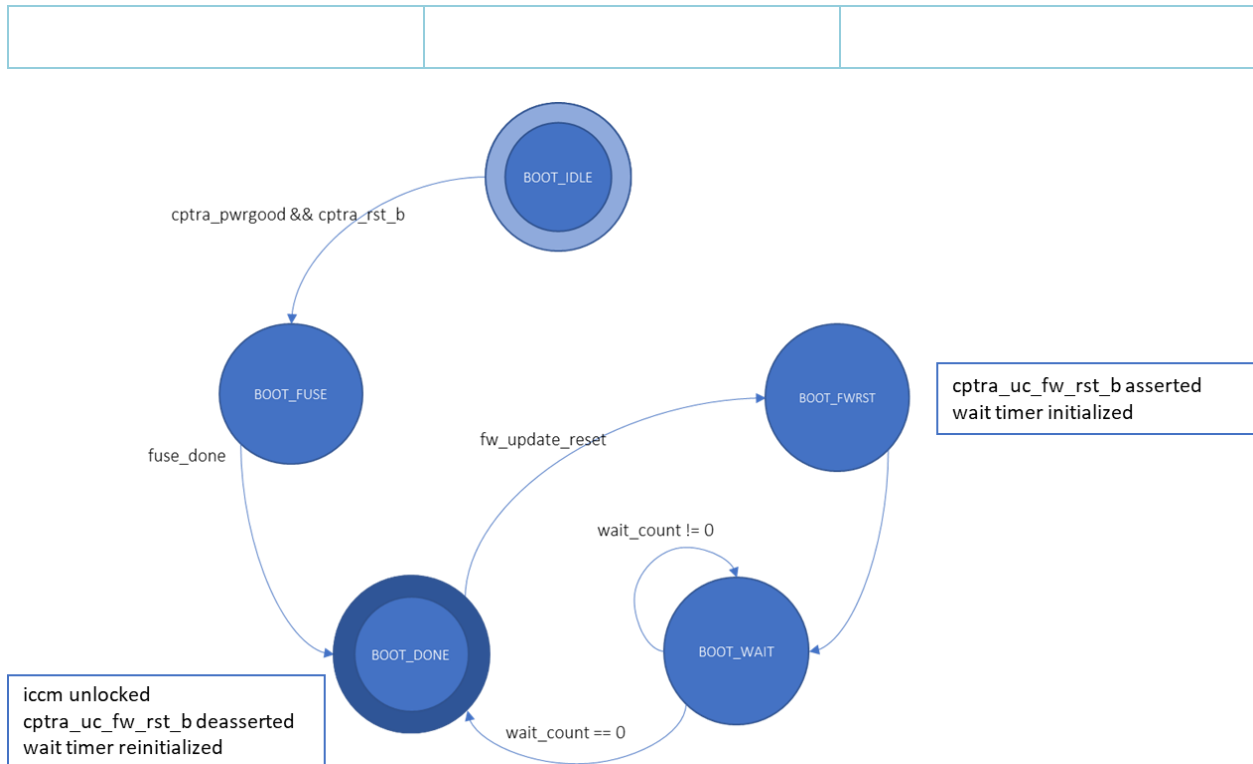 BOOT_IDLE
cptra_pwrgood && cptra_rst_b
BOOT_FUSE
BOOT_FWRST
cptra_uc_fw_rst_b asserted
wait timer initialized
fw_update_reset
fuse_done
wait_count != 0
BOOT_DONE
BOOT_WAIT
iccm unlocked
cptra_uc_fw_rst_b deasserted
wait timer reinitialized
wait_count == 0